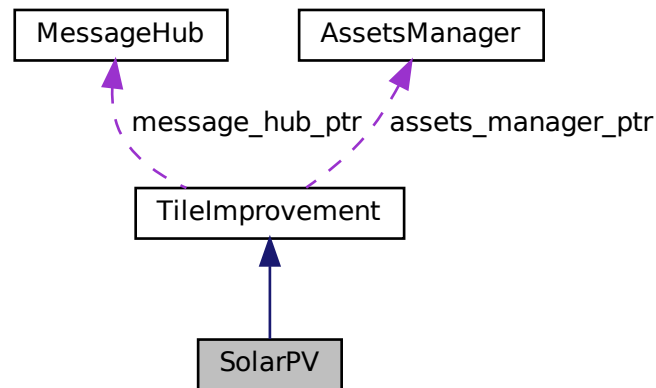 MessageHub
AssetsManager
message_hub_ptr
assets_manager_ptr
TileImprovement
SolarPV